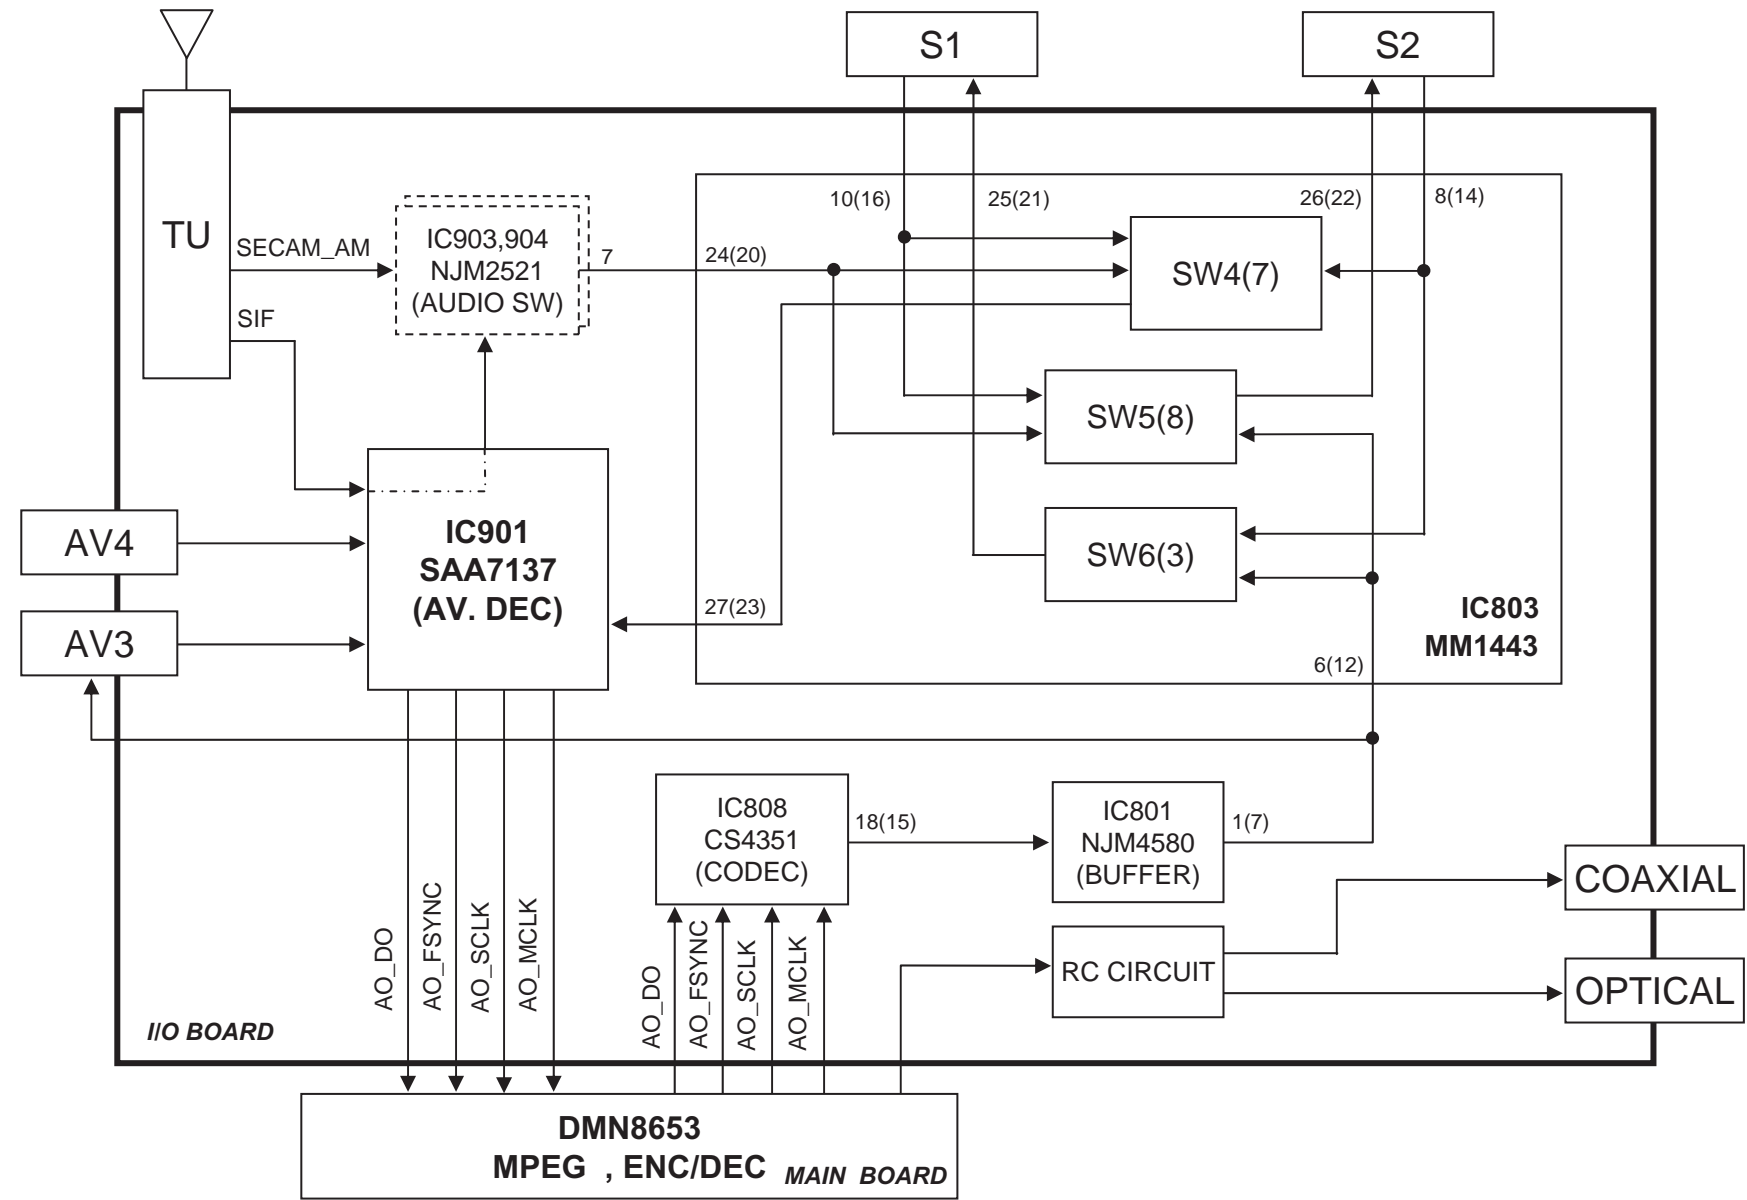 S1
S2
TU
10(16)
25(21)
26(22)
8(14)
SECAM_AM
IC903,904
NJM2521
(AUDIO SW)
7
24(20)
SW4(7)
SIF
SW5(8)
IC901
SAA7137
(AV. DEC)
AV4
SW6(3)
27(23)
IC803
MM1443
AV3
6(12)
IC808
CS4351
(CODEC)
18(15)
IC801
NJM4580
(BUFFER)
1(7)
COAXIAL
AO_DO
AO_FSYNC
AO_SCLK
AO_MCLK
AO_DO
AO_FSYNC
AO_SCLK
AO_MCLK
RC CIRCUIT
OPTICAL
I/O BOARD
DMN8653
MPEG , ENC/DEC
MAIN BOARD